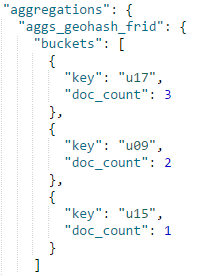 "aggregations": {
"aggs_geohash_frid": {
"buckets": [
{
"key": "u17",
"doc_count": 3
},
{
"key": "u09",
"doc_count": 2
},
{
"key": "u15",
"doc_count": 1
}
]